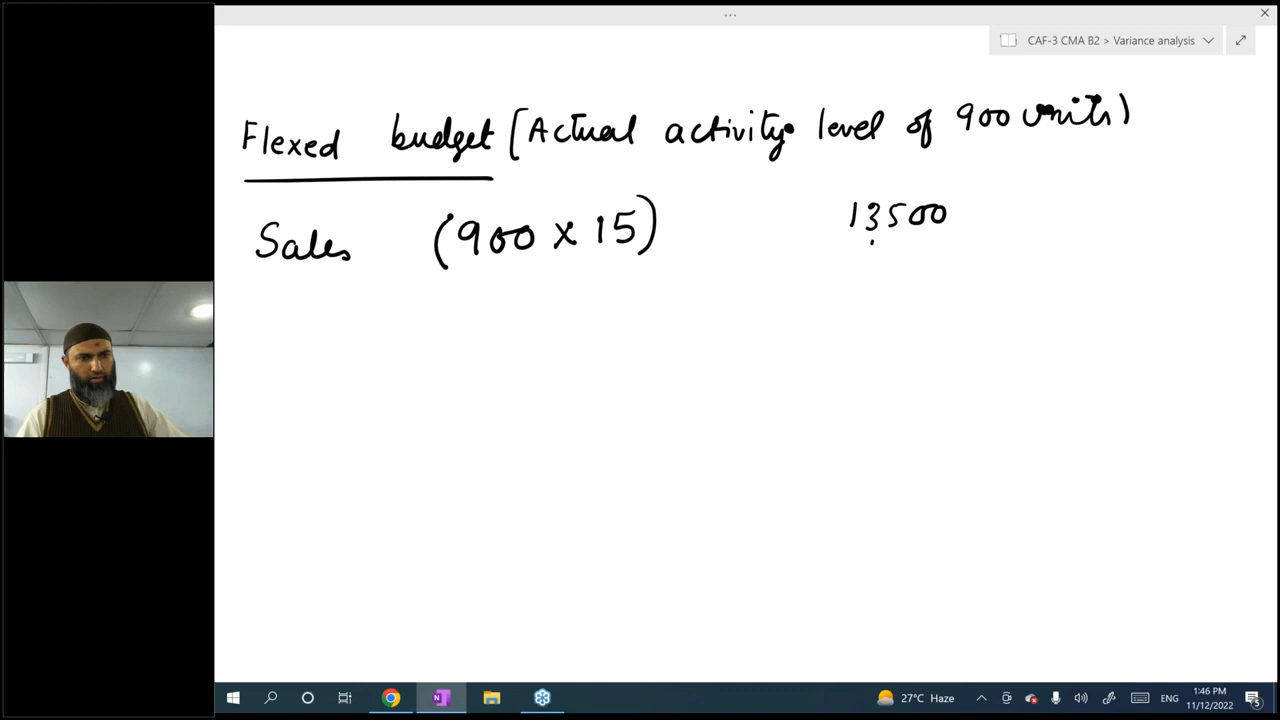 CAF-3 CMA B2 > Variance analysis
Flexed budget [Actual activity level of 900 units)
Sales (900 x 15) 13500
N
27°C Haze
ENG
1:46 PM
11/12/2022
5